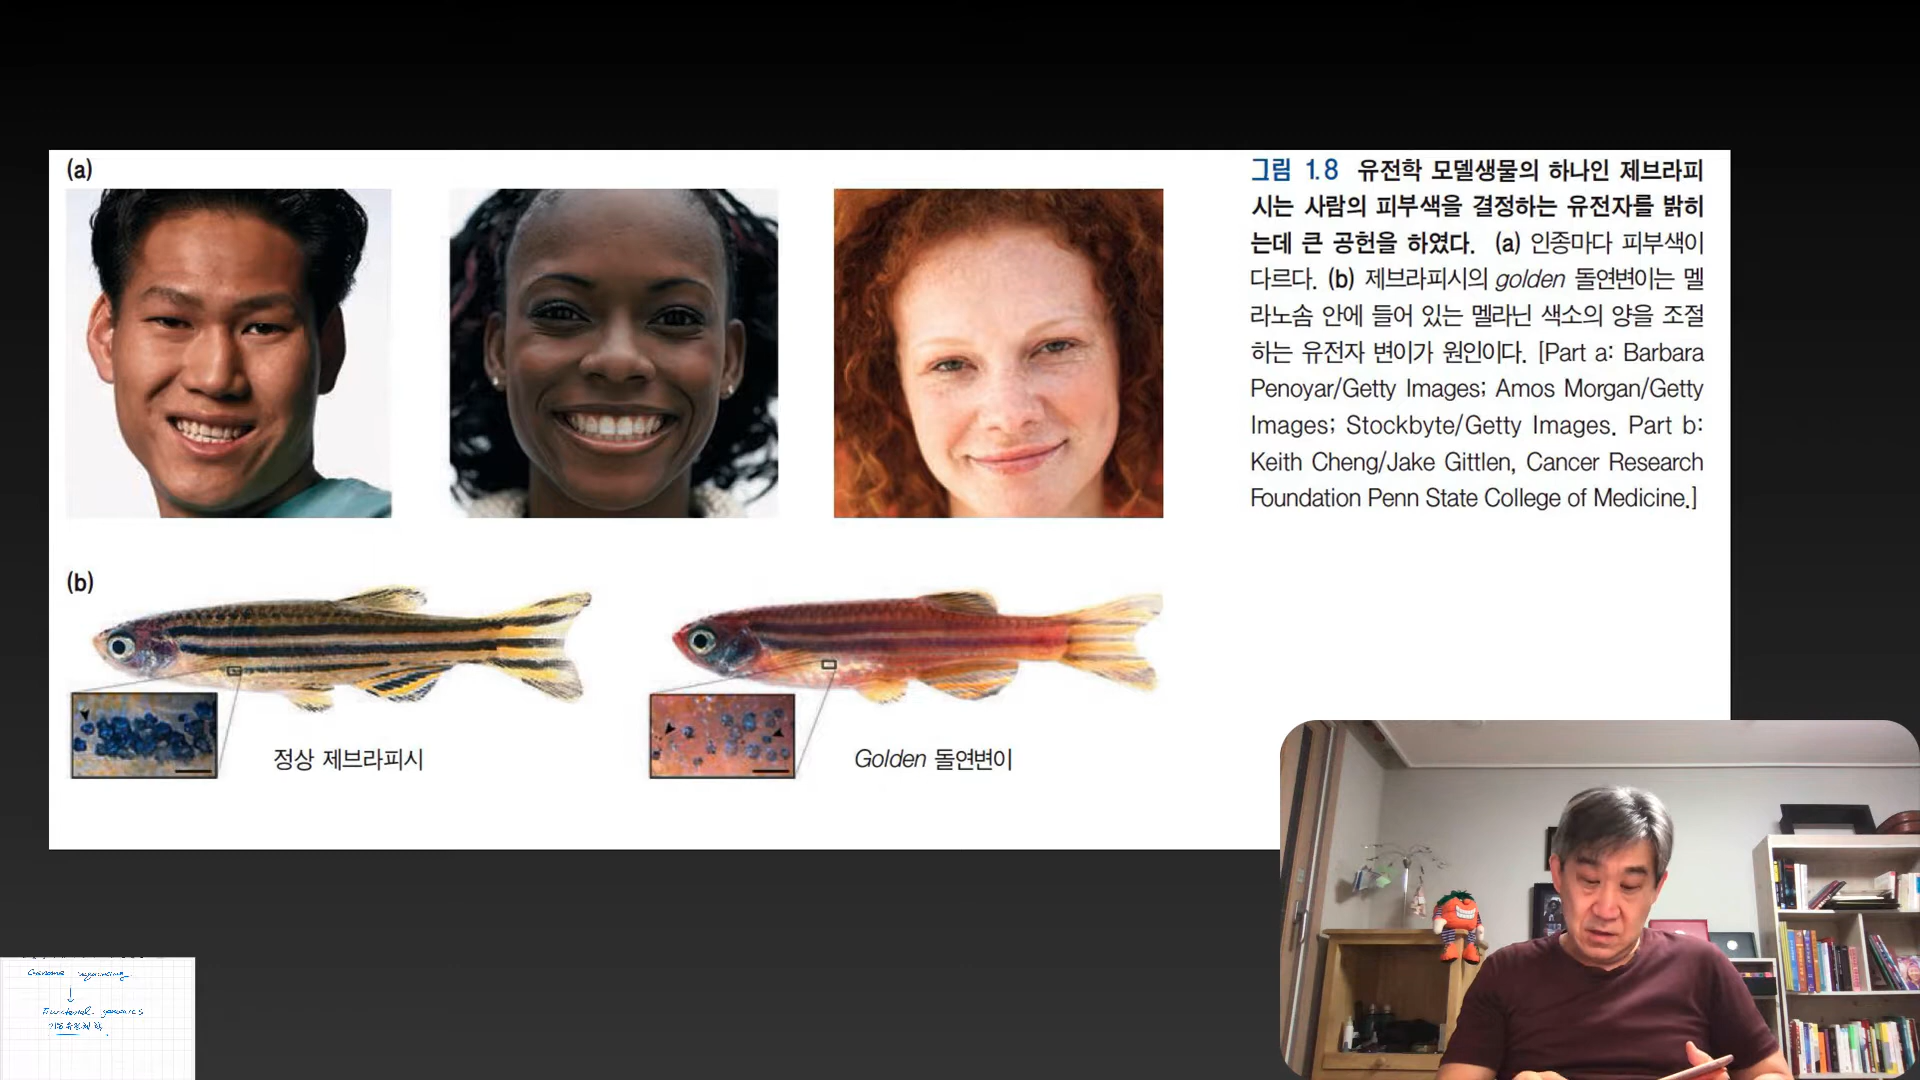 (a)
그림 1.8 유전학 모델생물의 하나인 제브라피
시는 사람의 피부색을 결정하는 유전자를 밝히
는데 큰 공헌을 하였다. (a) 인종마다 피부색이
다르다. (b) 제브라피시의 golden 돌연변이는 멜
라노솜 안에 들어 있는 멜라닌 색소의 양을 조절
하는 유전자 변이가 원인이다. [Part a: Barbara
Penoyar/Getty Images; Amos Morgan/Getty
Images; Stockbyte/Getty Images. Part b:
Keith Cheng/Jake Gittlen, Cancer Research
Foundation Penn State College of Medicine.]
(b)
정상 제브라피시
Golden 돌연변이
Genome sequencing
↓
Functional genomics